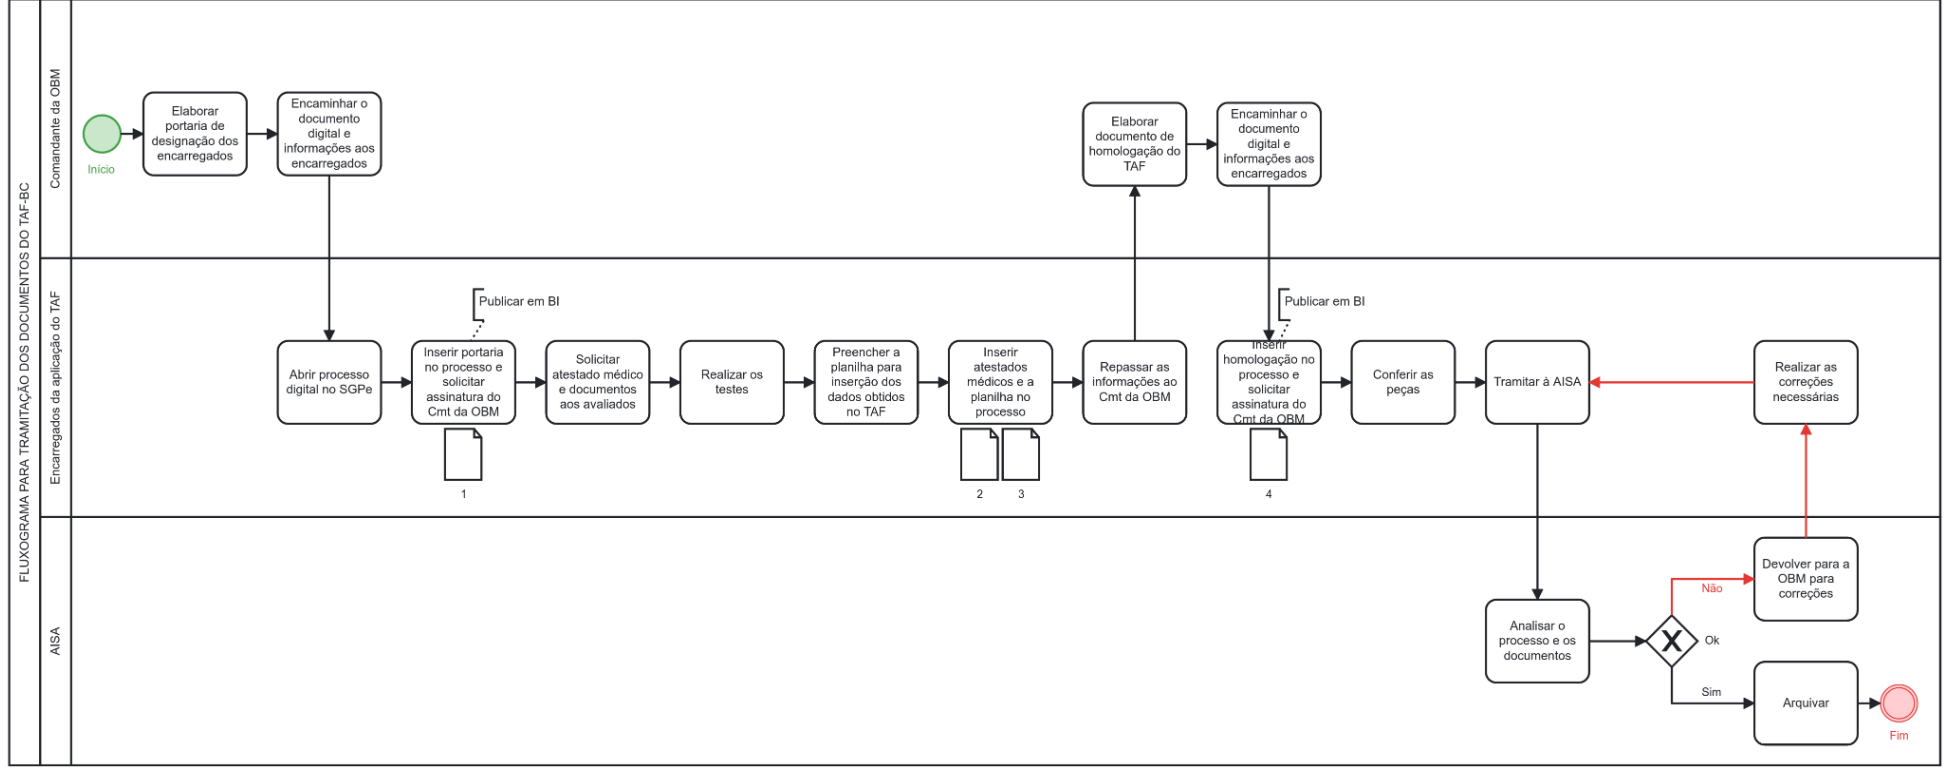 FLUXOGRAMA PARA TRAMITAÇÃO DOS DOCUMENTOS DO TAF-BC
Comandante da OBM
Início
Elaborar
portaria de
designação dos
encarregados
Encaminhar o
documento
digital e
informações aos
encarregados
Elaborar
documento de
homologação do
TAF
Encaminhar o
documento
digital e
informações aos
encarregados
Encarregados da aplicação do TAF
Abrir processo
digital no SGPe
Publicar em BI
Inserir portaria
no processo e
solicitar
assinatura do
Cmt da OBM
1
Solicitar
atestado médico
e documentos
aos avaliados
Realizar os
testes
Preencher a
planilha para
inserção dos
dados obtidos
no TAF
Inserir
atestados
médicos e a
planilha no
processo
2
3
Repassar as
informações ao
Cmt da OBM
Publicar em BI
Inserir
homologação no
processo e
solicitar
assinatura do
Cmt da OBM
4
Conferir as
peças
Tramitar à AISA
Realizar as
correções
necessárias
AISA
Analisar o
processo e os
documentos
Ok
Não
Devolver para a
OBM para
correções
Sim
Arquivar
Fim